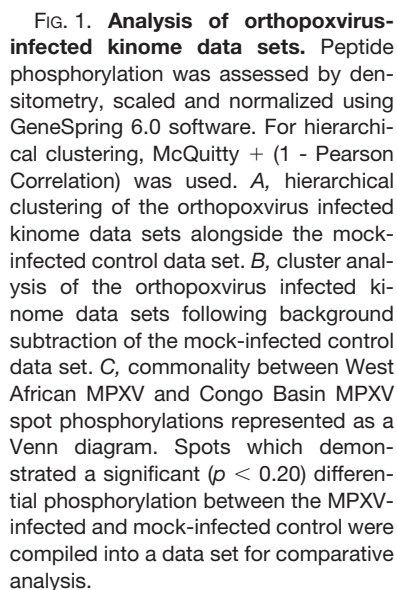 FIG. 1. Analysis of orthopoxvirus-
infected kinome data sets. Peptide
phosphorylation was assessed by den-
sitometry, scaled and normalized using
GeneSpring 6.0 software. For hierarchi-
cal clustering, McQuitty + (1 - Pearson
Correlation) was used. A, hierarchical
clustering of the orthopoxvirus infected
kinome data sets alongside the mock-
infected control data set. B, cluster anal-
ysis of the orthopoxvirus infected ki-
nome data sets following background
subtraction of the mock-infected control
data set. C, commonality between West
African MPXV and Congo Basin MPXV
spot phosphorylations represented as a
Venn diagram. Spots which demon-
strated a significant (p < 0.20) differen-
tial phosphorylation between the MPXV-
infected and mock-infected control were
compiled into a data set for comparative
analysis.